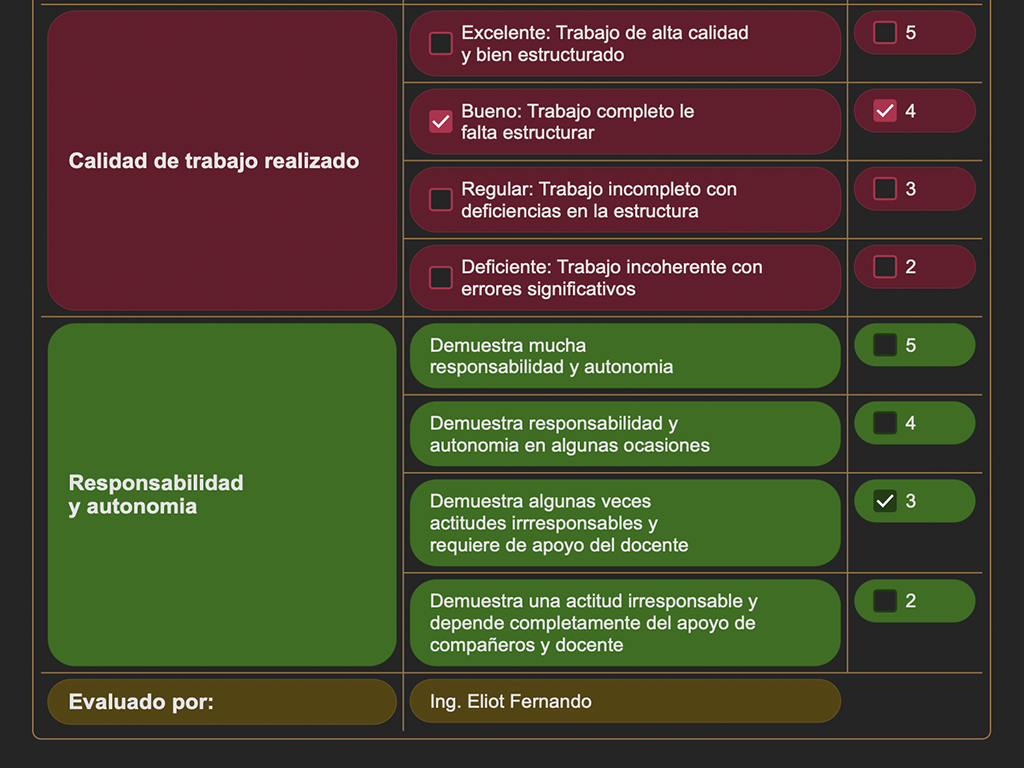 Calidad de trabajo realizado
Excelente: Trabajo de alta calidad
y bien estructurado
5
Bueno: Trabajo completo le
falta estructurar
4
Regular: Trabajo incompleto con
deficiencias en la estructura
3
Deficiente: Trabajo incoherente con
errores significativos
2
Responsabilidad
y autonomia
Demuestra mucha
responsabilidad y autonomia
5
Demuestra responsabilidad y
autonomia en algunas ocasiones
4
Demuestra algunas veces
actitudes irrresponsables y
requiere de apoyo del docente
3
Demuestra una actitud irresponsable y
depende completamente del apoyo de
compañeros y docente
2
Evaluado por:
Ing. Eliot Fernando